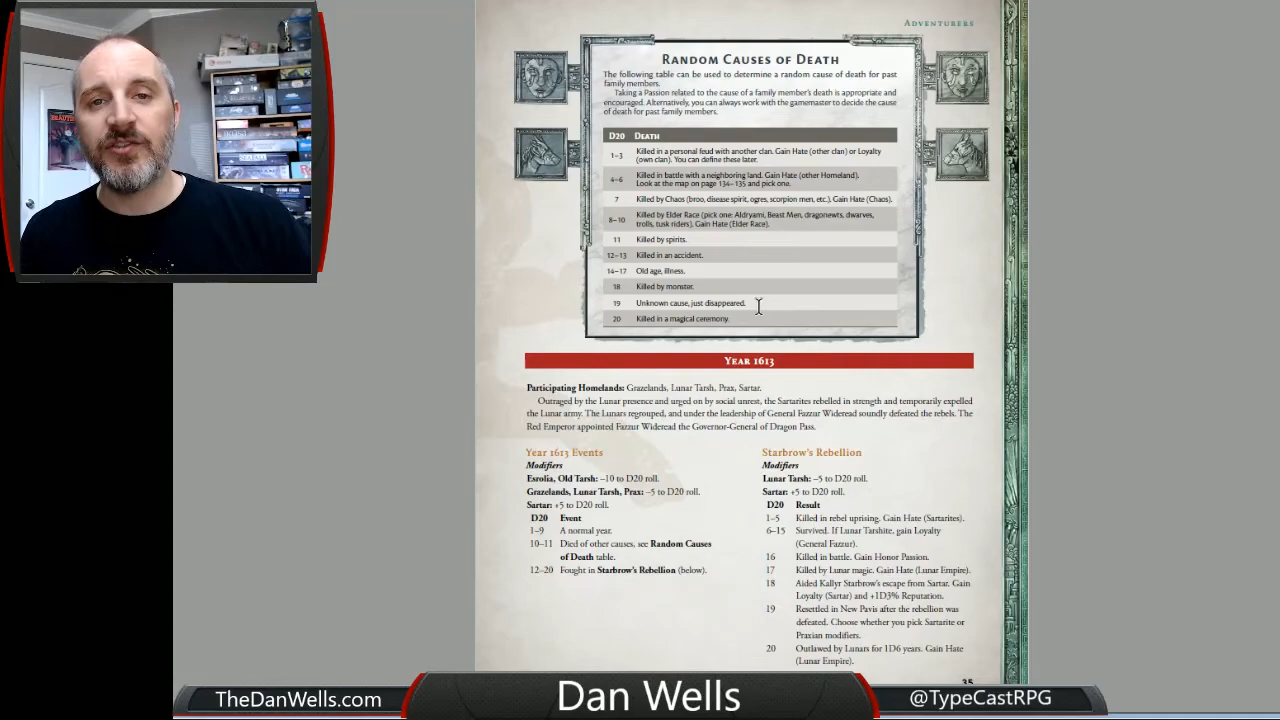 ADVENTURERS
RANDOM CAUSES OF DEATH
The following table can be used to determine a random cause of death for past
family members.
Taking a Passion related to the cause of a family member's death is appropriate and
encouraged. Alternatively, you can always work with the gamemaster to decide the cause
of death for past family members.
D20 DEATH
1–3 Killed in a personal feud with another clan. Gain Hate (other clan) or Loyalty
(own clan). You can define these later.
4–6 Killed in battle with a neighboring land. Gain Hate (other Homeland).
Look at the map on page 134–135 and pick one.
7 Killed by Chaos (broo, disease spirit, ogres, scorpion men, etc.). Gain Hate (Chaos).
8–10 Killed by Elder Race (pick one: Aldryami, Beast Men, dragonewts, dwarves,
trolls, tusk riders). Gain Hate (Elder Race).
11 Killed by spirits.
12–13 Killed in an accident.
14–17 Old age, illness.
18 Killed by monster.
19 Unknown cause, just disappeared.
20 Killed in a magical ceremony.
YEAR 1613
Participating Homelands: Grazelands, Lunar Tarsh, Prax, Sartar.
Outraged by the Lunar presence and urged on by social unrest, the Sartarites rebelled in strength and temporarily expelled
the Lunar army. The Lunars regrouped, and under the leadership of General Fazzur Wideread soundly defeated the rebels. The
Red Emperor appointed Fazzur Wideread the Governor-General of Dragon Pass.
Year 1613 Events
Modifiers
Esrolia, Old Tarsh: –10 to D20 roll.
Grazelands, Lunar Tarsh, Prax: –5 to D20 roll.
Sartar: +5 to D20 roll.
D20 Event
1–9 A normal year.
10–11 Died of other causes, see Random Causes
of Death table.
12–20 Fought in Starbrow's Rebellion (below).
Starbrow's Rebellion
Modifiers
Lunar Tarsh: –5 to D20 roll.
Sartar: +5 to D20 roll.
D20 Result
1–5 Killed in rebel uprising. Gain Hate (Sartarites).
6–15 Survived. If Lunar Tarshite, gain Loyalty
(General Fazzur).
16 Killed in battle. Gain Honor Passion.
17 Killed by Lunar magic. Gain Hate (Lunar Empire).
18 Aided Kallyr Starbrow's escape from Sartar. Gain
Loyalty (Sartar) and +1D3% Reputation.
19 Resettled in New Pavis after the rebellion was
defeated. Choose whether you pick Sartarite or
Praxian modifiers.
20 Outlawed by Lunars for 1D6 years. Gain Hate
(Lunar Empire).
35
TheDanWells.com
Dan Wells
@TypeCastRPG